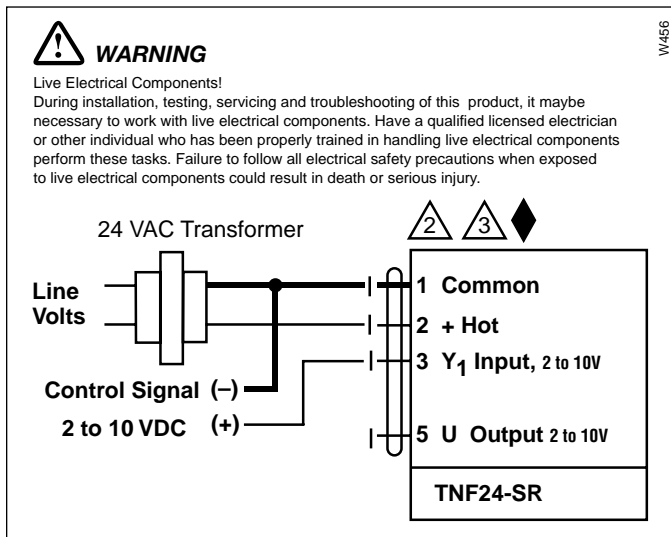 W456
! WARNING
Live Electrical Components!
During installation, testing, servicing and troubleshooting of this product, it maybe
necessary to work with live electrical components. Have a qualified licensed electrician
or other individual who has been properly trained in handling live electrical components
perform these tasks. Failure to follow all electrical safety precautions when exposed
to live electrical components could result in death or serious injury.
24 VAC Transformer
2 3
Line
Volts
1 Common
2 + Hot
3 Y1 Input, 2 to 10V
Control Signal (–)
2 to 10 VDC (+)
5 U Output 2 to 10V
TNF24-SR